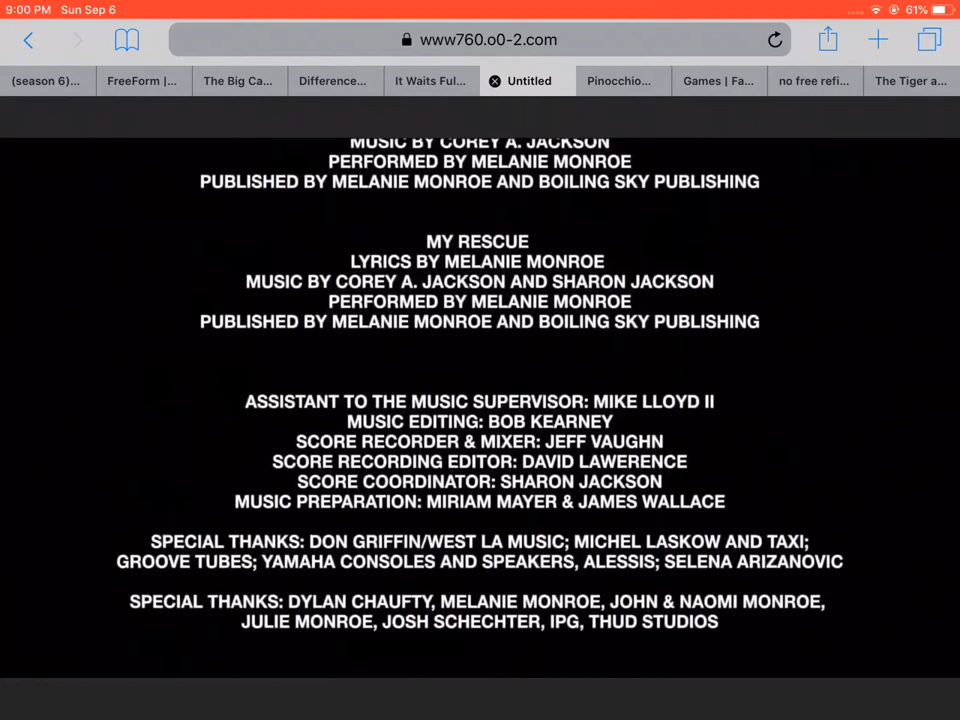 9:00 PM Sun Sep 6 61%
www760.o0-2.com
(season 6)... FreeForm |... The Big Ca... Difference... It Waits Ful... Untitled Pinocchio... Games | Fa... no free refi... The Tiger a...
MUSIC BY COREY A. JACKSON
PERFORMED BY MELANIE MONROE
PUBLISHED BY MELANIE MONROE AND BOILING SKY PUBLISHING
MY RESCUE
LYRICS BY MELANIE MONROE
MUSIC BY COREY A. JACKSON AND SHARON JACKSON
PERFORMED BY MELANIE MONROE
PUBLISHED BY MELANIE MONROE AND BOILING SKY PUBLISHING
ASSISTANT TO THE MUSIC SUPERVISOR: MIKE LLOYD II
MUSIC EDITING: BOB KEARNEY
SCORE RECORDER & MIXER: JEFF VAUGHN
SCORE RECORDING EDITOR: DAVID LAWERENCE
SCORE COORDINATOR: SHARON JACKSON
MUSIC PREPARATION: MIRIAM MAYER & JAMES WALLACE
SPECIAL THANKS: DON GRIFFIN/WEST LA MUSIC; MICHEL LASKOW AND TAXI;
GROOVE TUBES; YAMAHA CONSOLES AND SPEAKERS, ALESSIS; SELENA ARIZANOVIC
SPECIAL THANKS: DYLAN CHAUFTY, MELANIE MONROE, JOHN & NAOMI MONROE,
JULIE MONROE, JOSH SCHECHTER, IPG, THUD STUDIOS